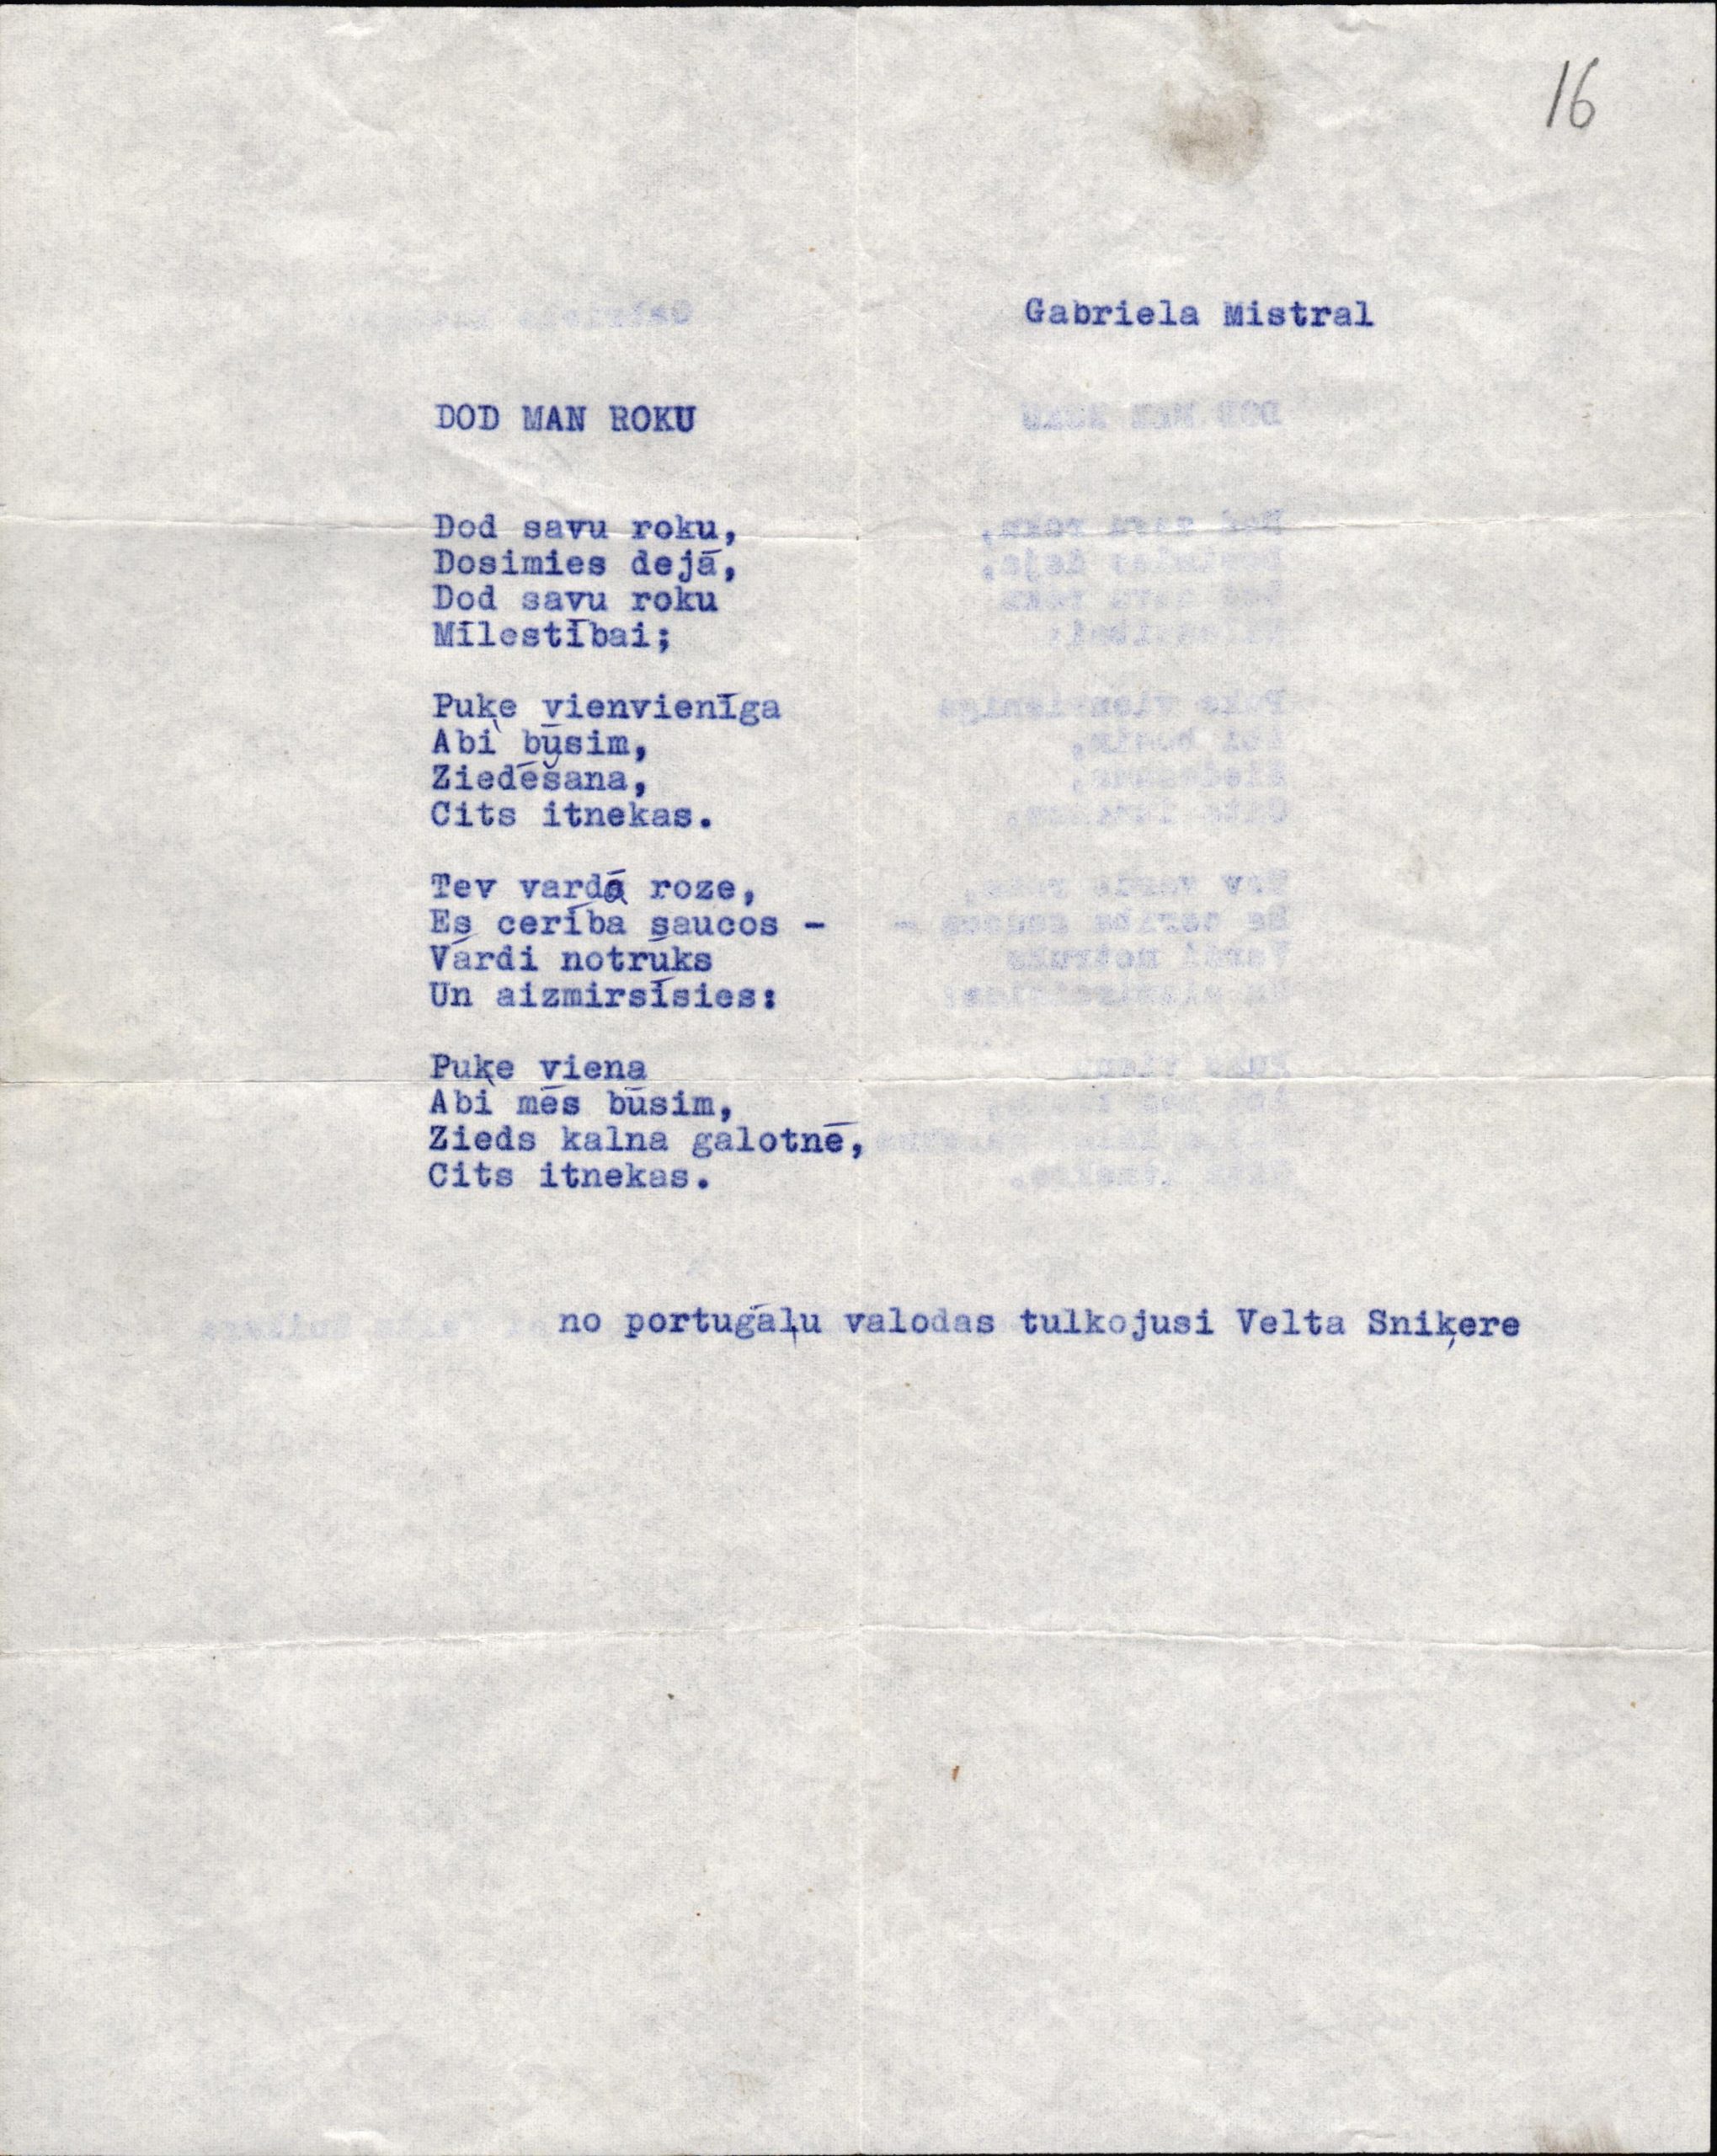 16
Gabriela Mistral
DOD MAN ROKU
Dod savu roku,
Dosimies dejā,
Dod savu roku
Mīlestībai;
Puķe vienvienīga
Abi būsim,
Ziedēšana,
Cits itnekas.
Tev vardā roze,
Es cerība saucos -
Vārdi notrūks
Un aizmirsīsies:
Puķe viena
Abi mēs būsim,
Zieds kalna galotnē,
Cits itnekas.
no portugāļu valodas tulkojusi Velta Sniķere